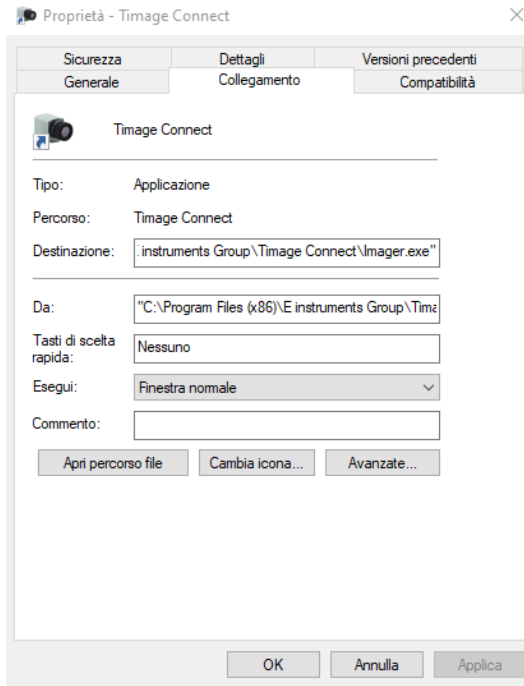 Proprietà - Timage Connect
Sicurezza Dettagli Versioni precedenti
Generale Collegamento Compatibilità
Timage Connect
Tipo: Applicazione
Percorso: Timage Connect
Destinazione: instruments Group\Timage Connect\Imager.exe"
Da: "C:\Program Files (x86)\E instruments Group\Tima
Tasti di scelta
rapida: Nessuno
Esegui: Finestra normale
Commento:
Apri percorso file Cambia icona... Avanzate...
OK Annulla Applica